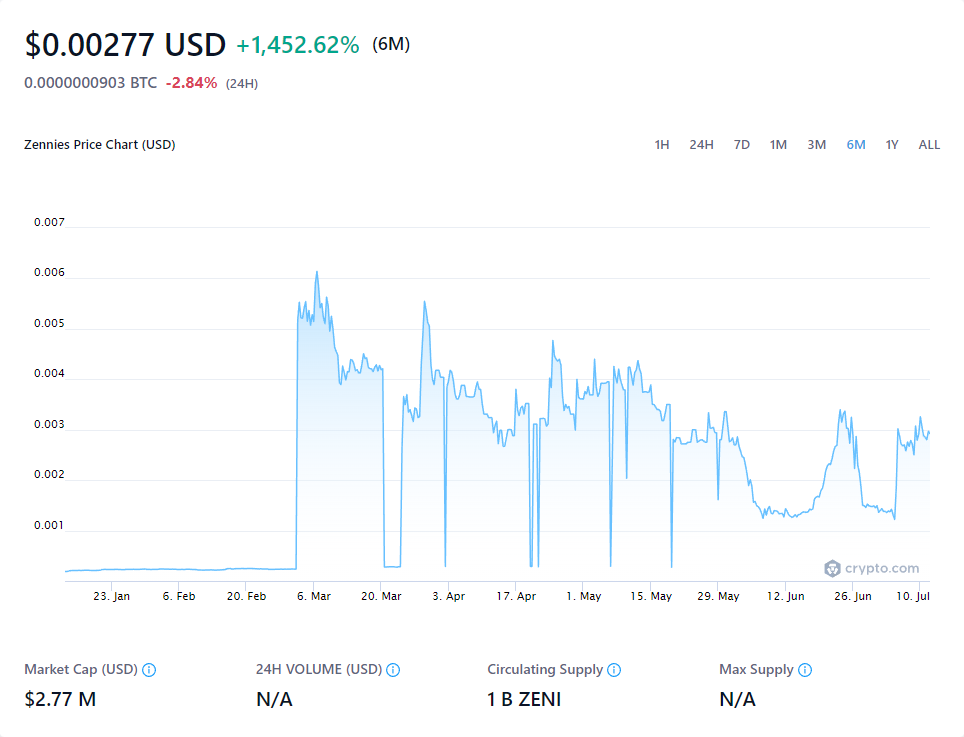 $0.00277 USD +1,452.62% (6M)
0.0000000903 BTC -2.84% (24H)
Zennies Price Chart (USD) 1H 24H 7D 1M 3M 6M 1Y ALL
0.007
0.006
0.005
0.004
0.003
0.002
0.001
crypto.com
23. Jan 6. Feb 20. Feb 6. Mar 20. Mar 3. Apr 17. Apr 1. May 15. May 29. May 12. Jun 26. Jun 10. Jul
Market Cap (USD) 24H VOLUME (USD) Circulating Supply Max Supply
$2.77 M N/A 1 B ZENI N/A